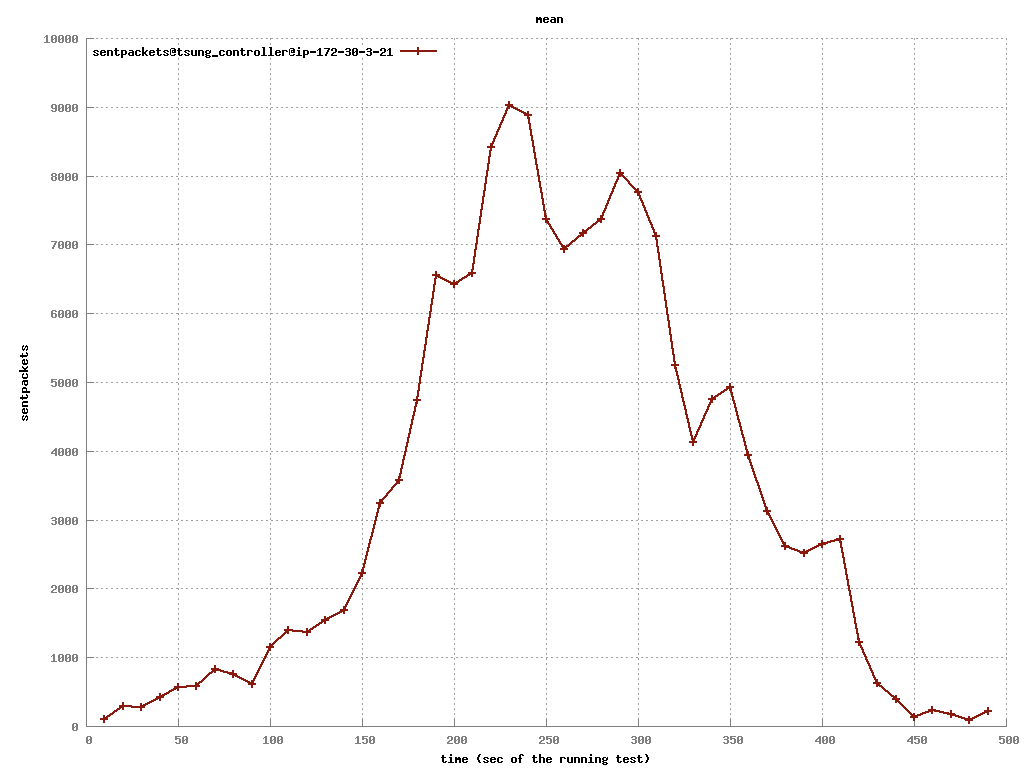 mean
10000
sentpackets@tsung_controller@ip-172-30-3-21
9000
8000
7000
6000
5000
4000
3000
2000
1000
0
sentpackets
0 50 100 150 200 250 300 350 400 450 500
time (sec of the running test)